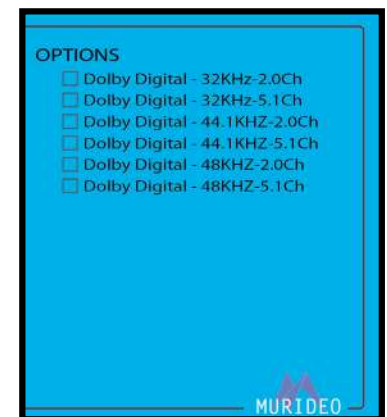 OPTIONS
Dolby Digital - 32KHz-2.0Ch
Dolby Digital - 32KHz-5.1Ch
Dolby Digital - 44.1KHZ-2.0Ch
Dolby Digital - 44.1KHZ-5.1Ch
Dolby Digital - 48KHZ-2.0Ch
Dolby Digital - 48KHZ-5.1Ch
MURIDEO